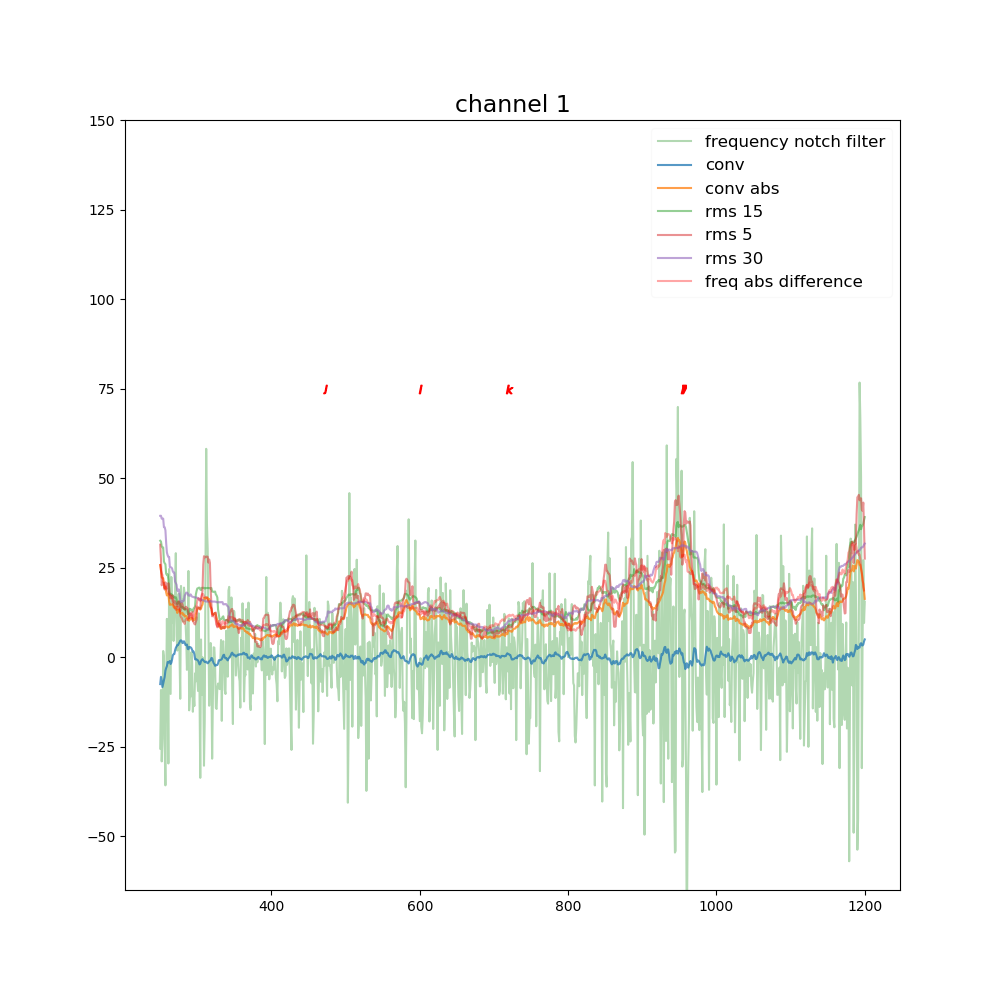 channel 1
150
125
100
75
50
25
0
−25
−50
frequency notch filter
conv
conv abs
rms 15
rms 5
rms 30
freq abs difference
J I k
400 600 800 1000 1200